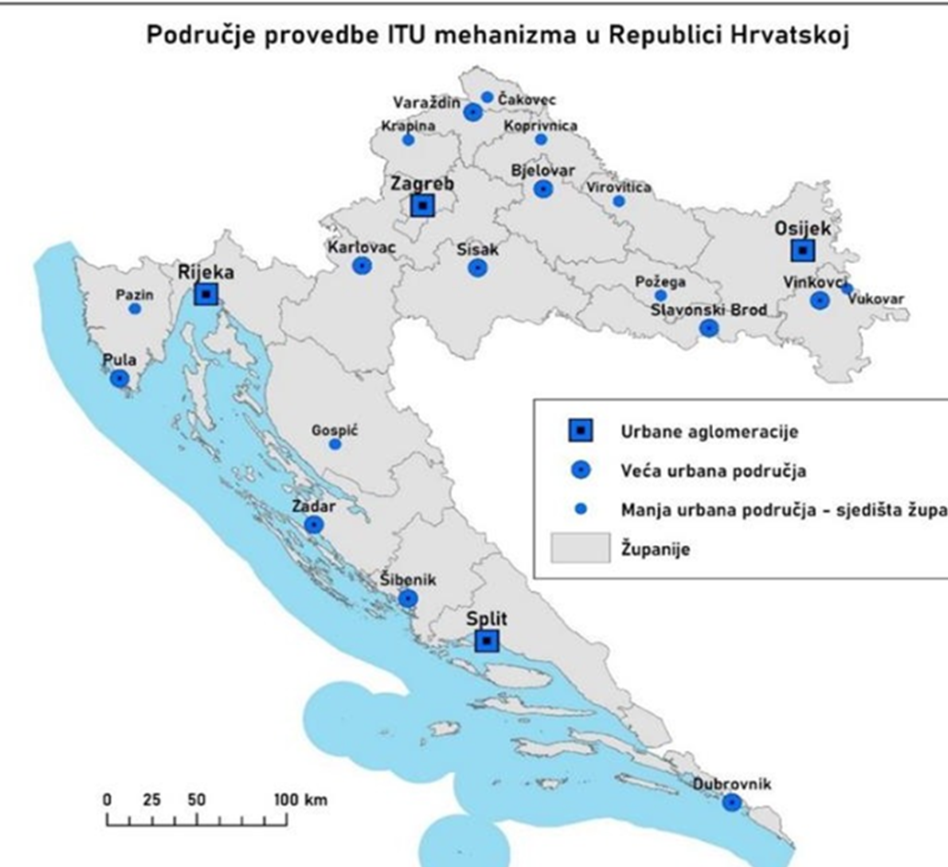 Područje provedbe ITU mehanizma u Republici Hrvatskoj
Varaždin
Čakovec
Krapina
Koprivnica
Bjelovar
Zagreb
Virovitica
Osijek
Karlovac
Sisak
Rijeka
Pazin
Požega
Vinkovci
Vukovar
Slavonski Brod
Pula
Gospić
Zadar
Šibenik
Split
Dubrovnik
Urbane aglomeracije
Veća urbana područja
Manja urbana područja - sjedišta župa
Županije
0 25 50 100 km